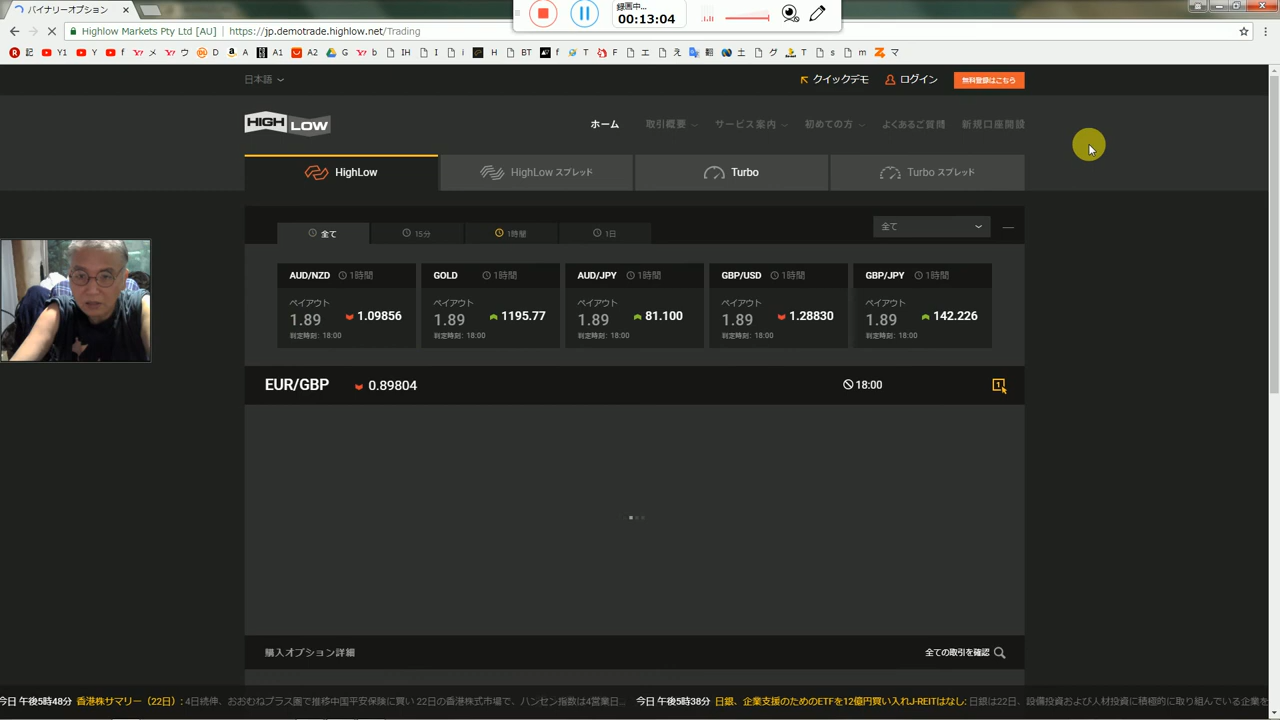 バイナリーオプション
録画中...
00:13:04
Highlow Markets Pty Ltd [AU]
https://jp.demotrade.highlow.net/Trading
記 Y1 Y D A A1 A2 G IH I i H BT f T F エ え 翻 W 土 ブ s m マ
日本語
クイックデモ
ログイン
無料登録はこちら
HIGH LOW
ホーム 取引概要 サービス案内 初めての方 よくあるご質問 新規口座開設
HighLow
HighLow スプレッド
Turbo
Turbo スプレッド
全て 15分 1時間 1日
全て
AUD/NZD 1時間
ペイアウト
1.89 1.09856
判定時刻: 18:00
GOLD 1時間
ペイアウト
1.89 1195.77
判定時刻: 18:00
AUD/JPY 1時間
ペイアウト
1.89 81.100
判定時刻: 18:00
GBP/USD 1時間
ペイアウト
1.89 1.28830
判定時刻: 18:00
GBP/JPY 1時間
ペイアウト
1.89 142.226
判定時刻: 18:00
EUR/GBP 0.89804 18:00 1
購入オプション詳細
全ての取引を確認
今日 午後5時48分 香港株サマリー（22日）: 4日続伸、おおむねプラス圏で推移中国平安保険に買い 22日の香港株式市場で、ハンセン指数は4営業日... 今日 午後5時38分 日銀、企業支援のためのETFを12億円買い入れJ-REITはなし: 日銀は22日、設備投資および人材投資に積極的に取り組んでいる企業を